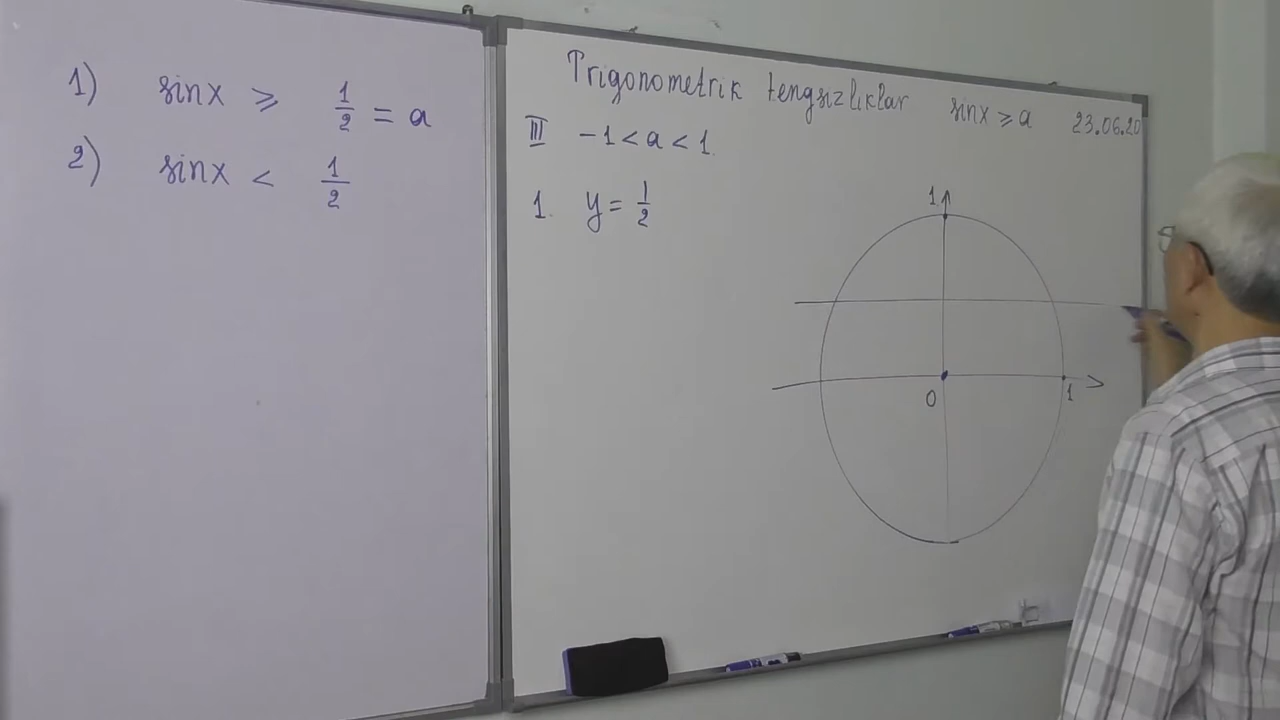 1) sinx ⩾ 1/2 = a
2) sinx < 1/2
Trigonometrik tengsizliklar sinx ⩾ a 23.06.20
III -1 < a < 1
1. y = 1/2
1
0
1